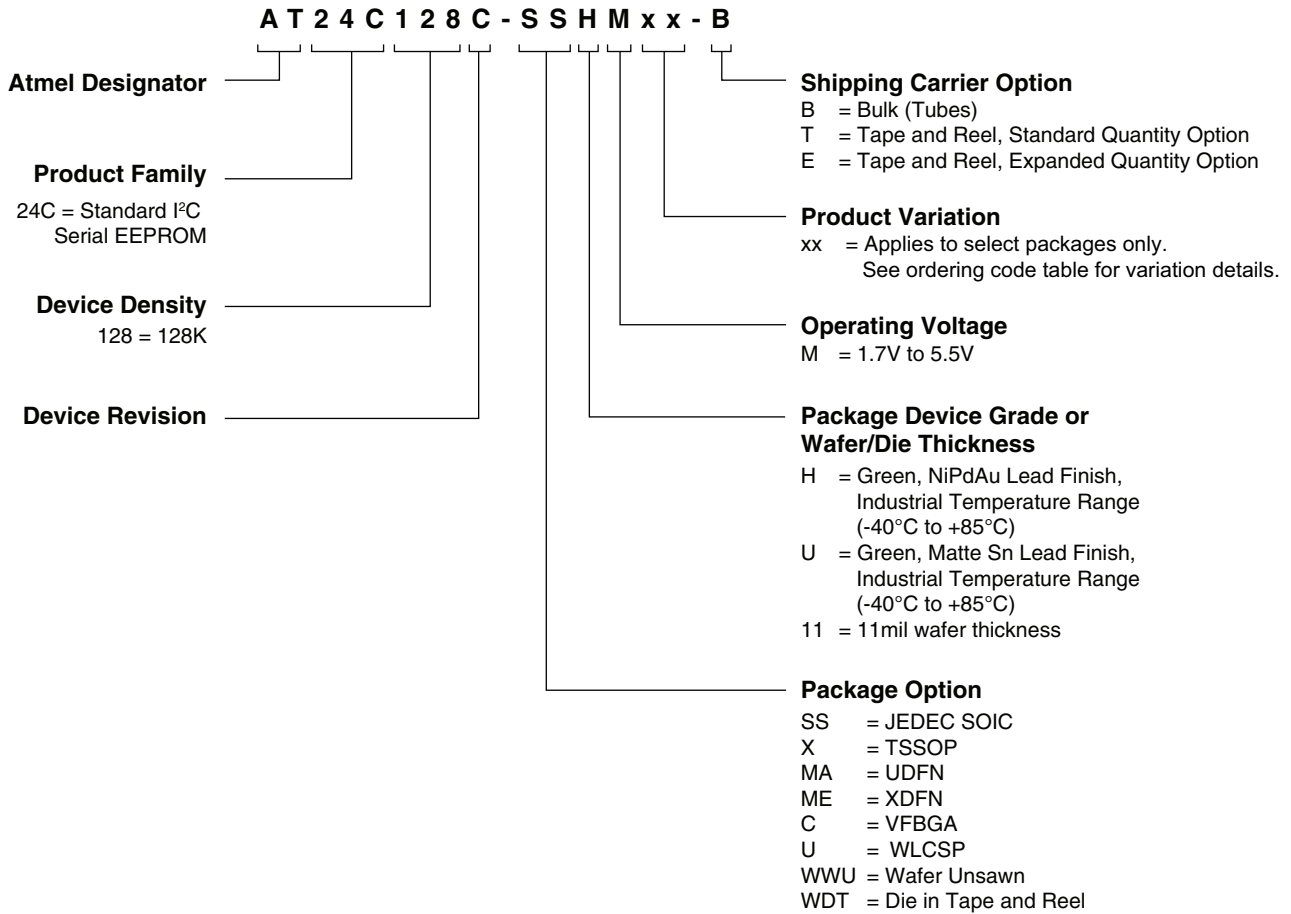 AT24C128C-SSHMxx-B
Atmel Designator
Product Family
24C = Standard I²C
Serial EEPROM
Device Density
128 = 128K
Device Revision
Shipping Carrier Option
B = Bulk (Tubes)
T = Tape and Reel, Standard Quantity Option
E = Tape and Reel, Expanded Quantity Option
Product Variation
xx = Applies to select packages only.
See ordering code table for variation details.
Operating Voltage
M = 1.7V to 5.5V
Package Device Grade or
Wafer/Die Thickness
H = Green, NiPdAu Lead Finish,
Industrial Temperature Range
(-40°C to +85°C)
U = Green, Matte Sn Lead Finish,
Industrial Temperature Range
(-40°C to +85°C)
11 = 11mil wafer thickness
Package Option
SS = JEDEC SOIC
X = TSSOP
MA = UDFN
ME = XDFN
C = VFBGA
U = WLCSP
WWU = Wafer Unsawn
WDT = Die in Tape and Reel